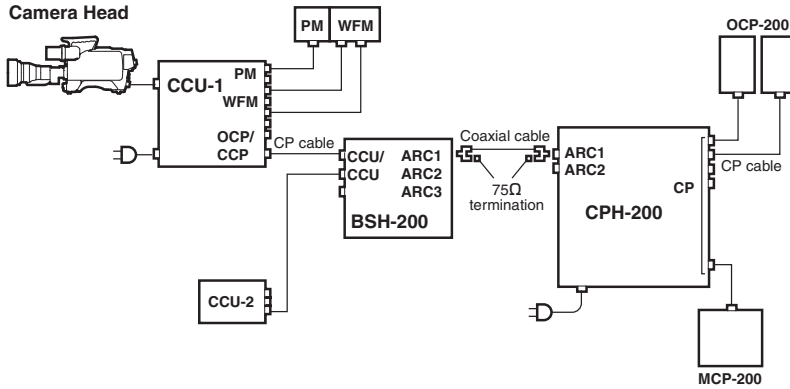 Camera Head
PM WFM
OCP-200
CCU-1
PM
WFM
OCP/
CCP
CP cable
CCU/
CCU
ARC1
ARC2
ARC3
BSH-200
Coaxial cable
75Ω
termination
ARC1
ARC2
CP
CPH-200
CP cable
CCU-2
MCP-200